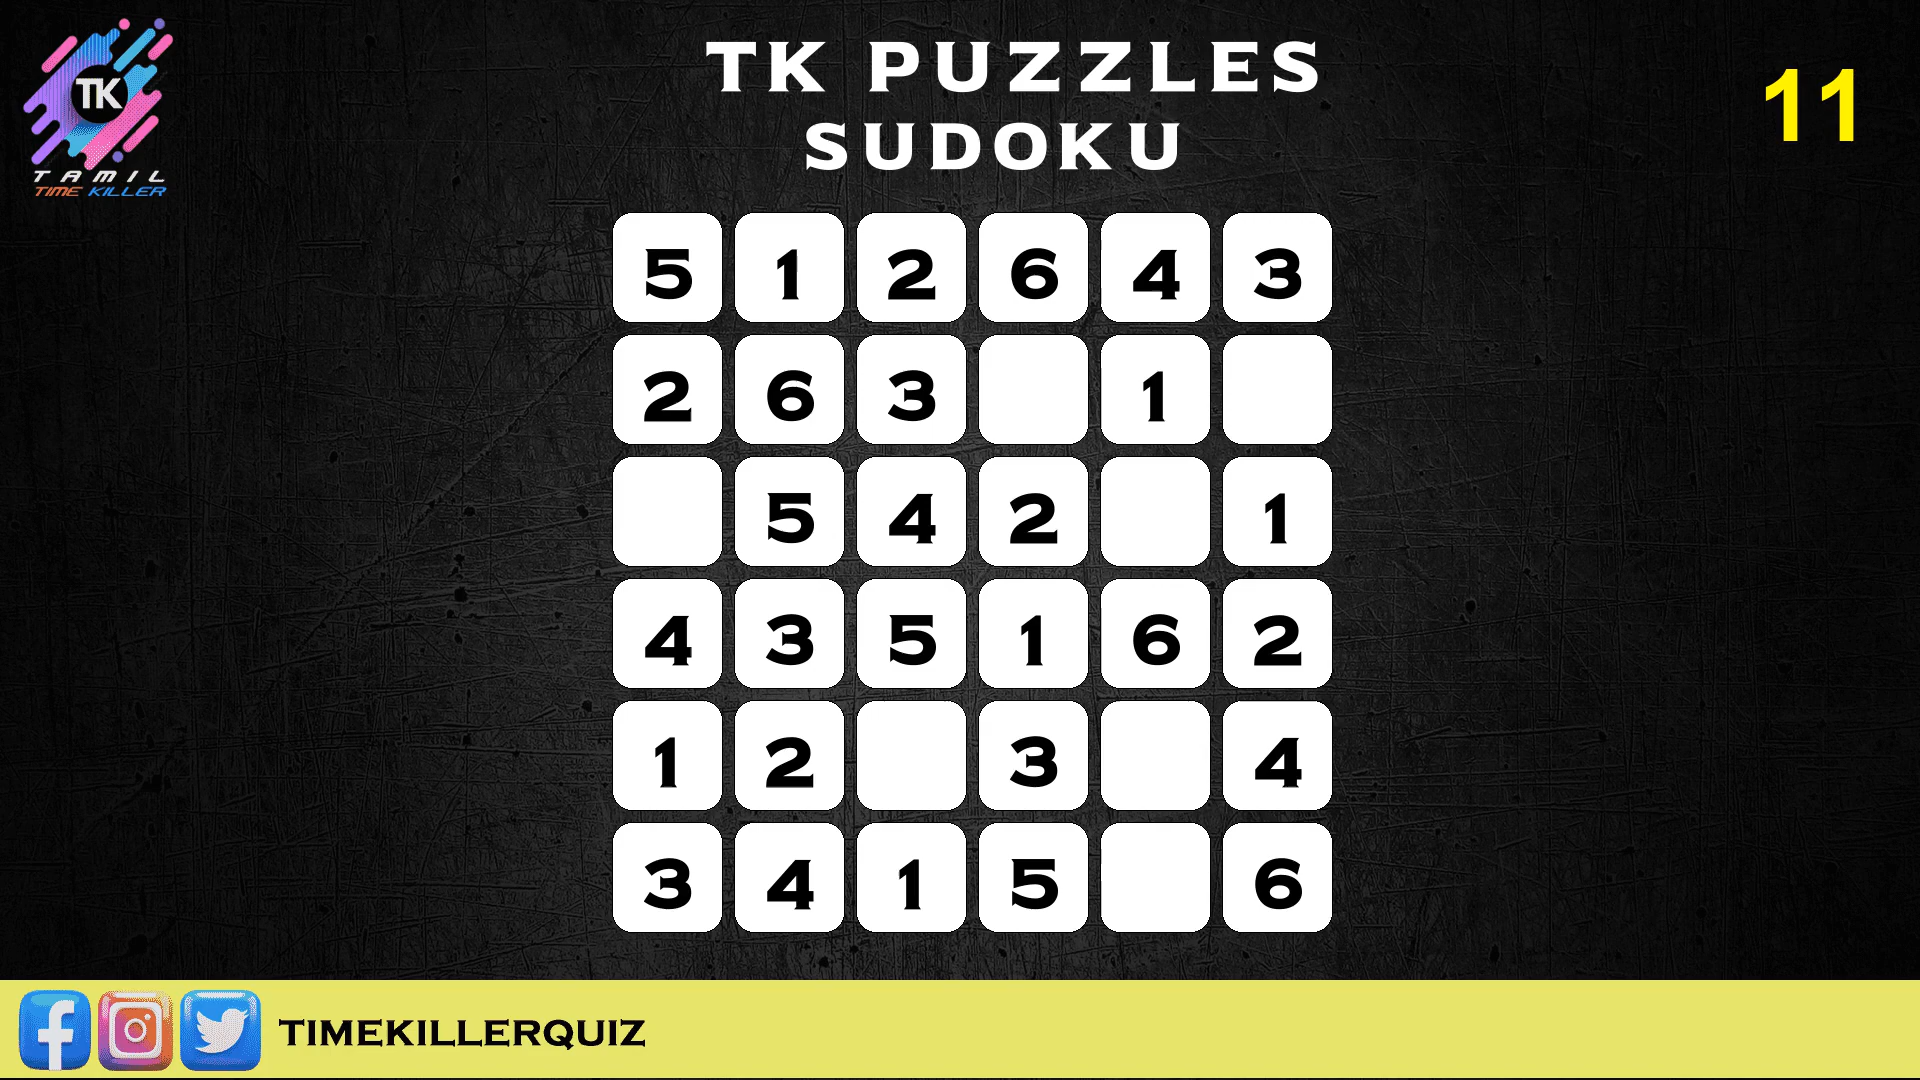 TK PUZZLES
SUDOKU
11
TK
TAMIL
TIME KILLER
5 1 2 6 4 3
2 6 3 1
5 4 2 1
4 3 5 1 6 2
1 2 3 4
3 4 1 5 6
TIMEKILLERQUIZ